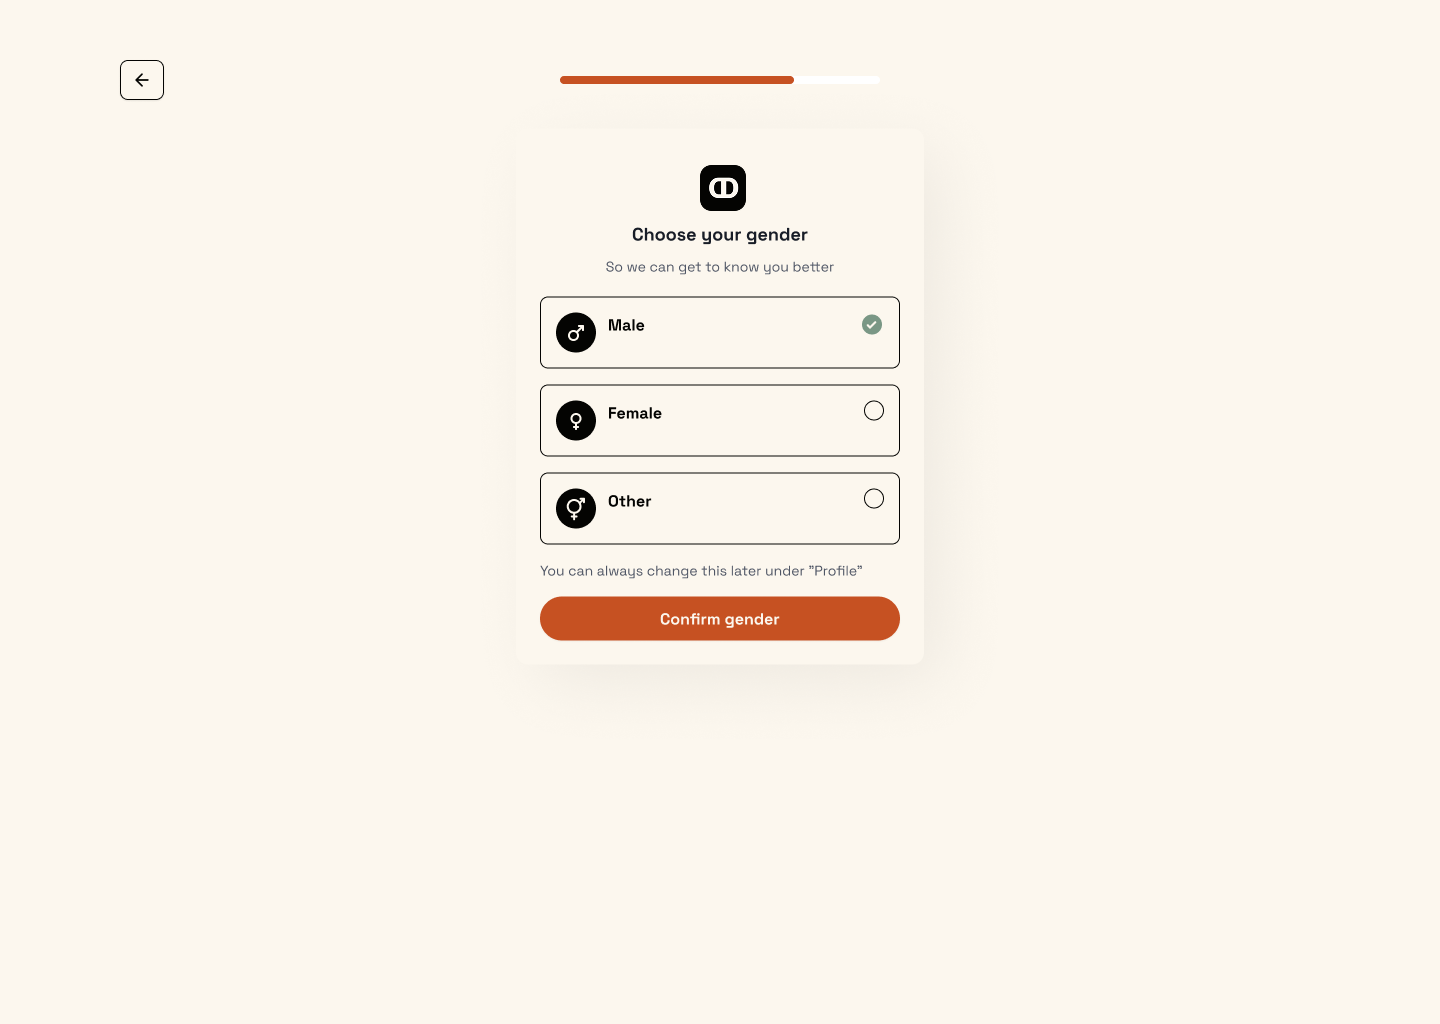 Choose your gender
So we can get to know you better
Male
Female
Other
You can always change this later under ”Profile”
Confirm gender